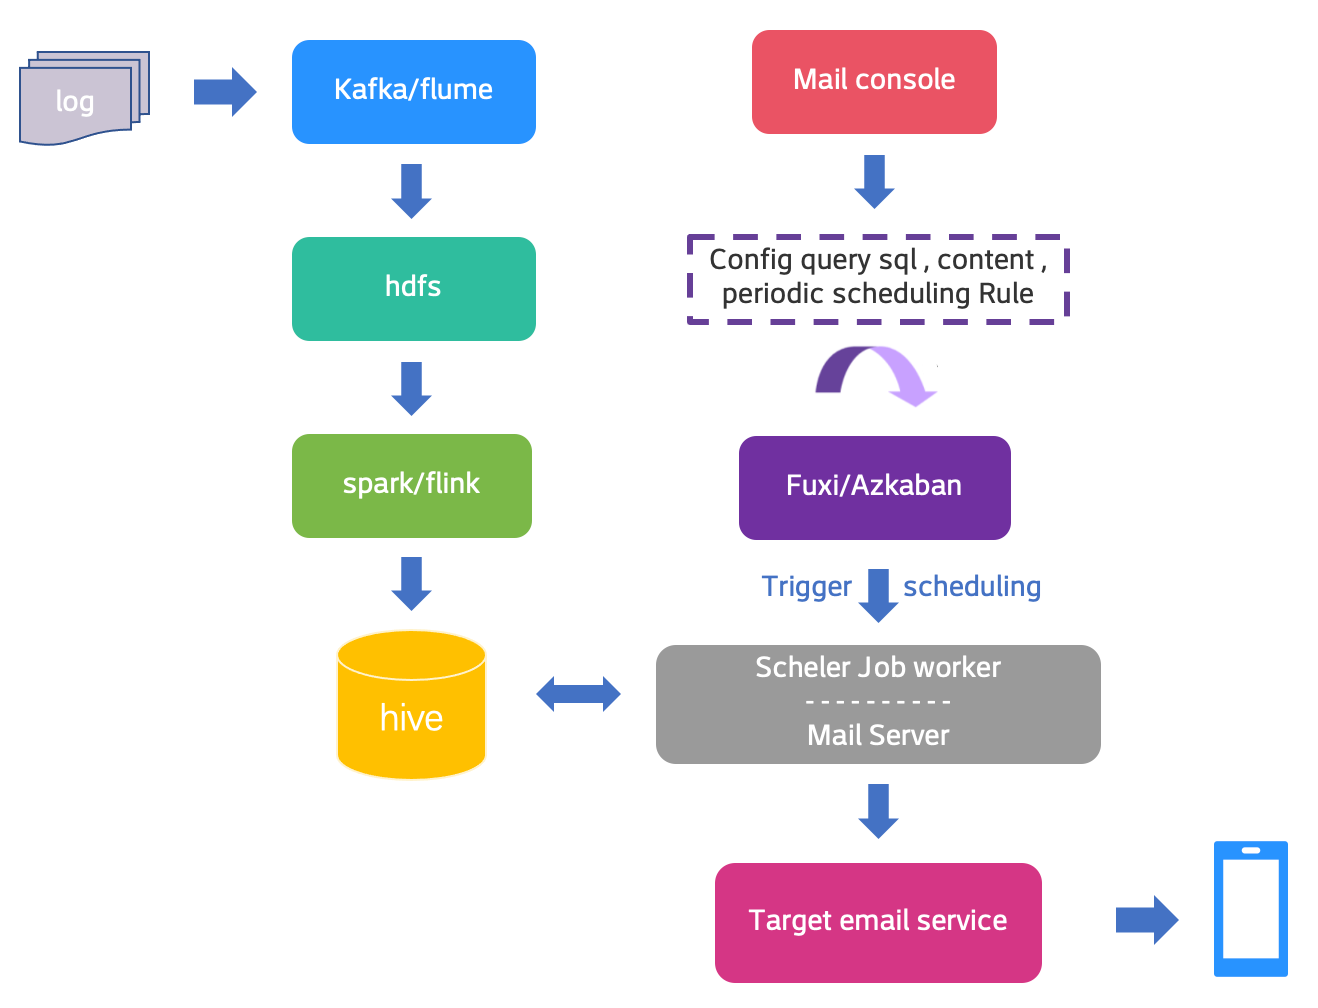 log
Kafka/flume
hdfs
spark/flink
hive
Mail console
Config query sql , content ,
periodic scheduling Rule
Fuxi/Azkaban
Trigger scheduling
Scheler Job worker
----------
Mail Server
Target email service